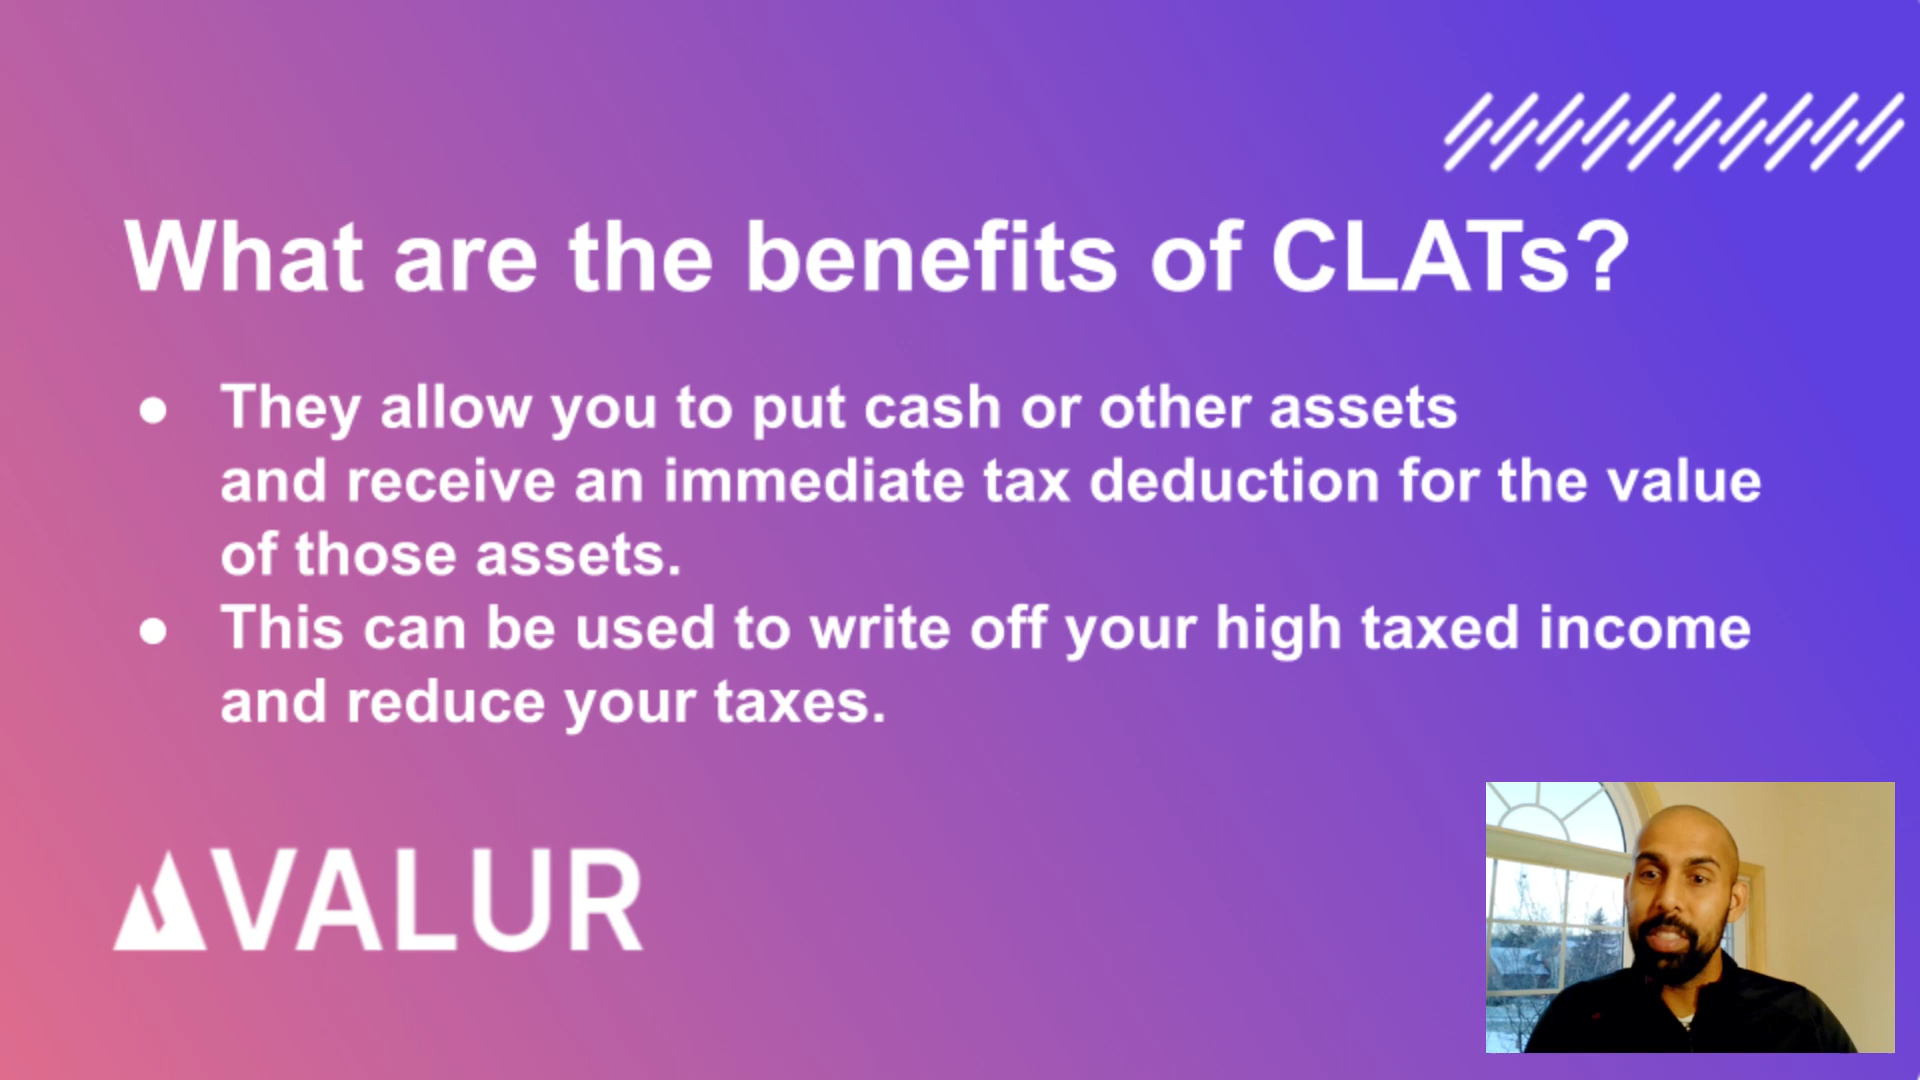 What are the benefits of CLATs?
● They allow you to put cash or other assets
and receive an immediate tax deduction for the value
of those assets.
● This can be used to write off your high taxed income
and reduce your taxes.
VALUR